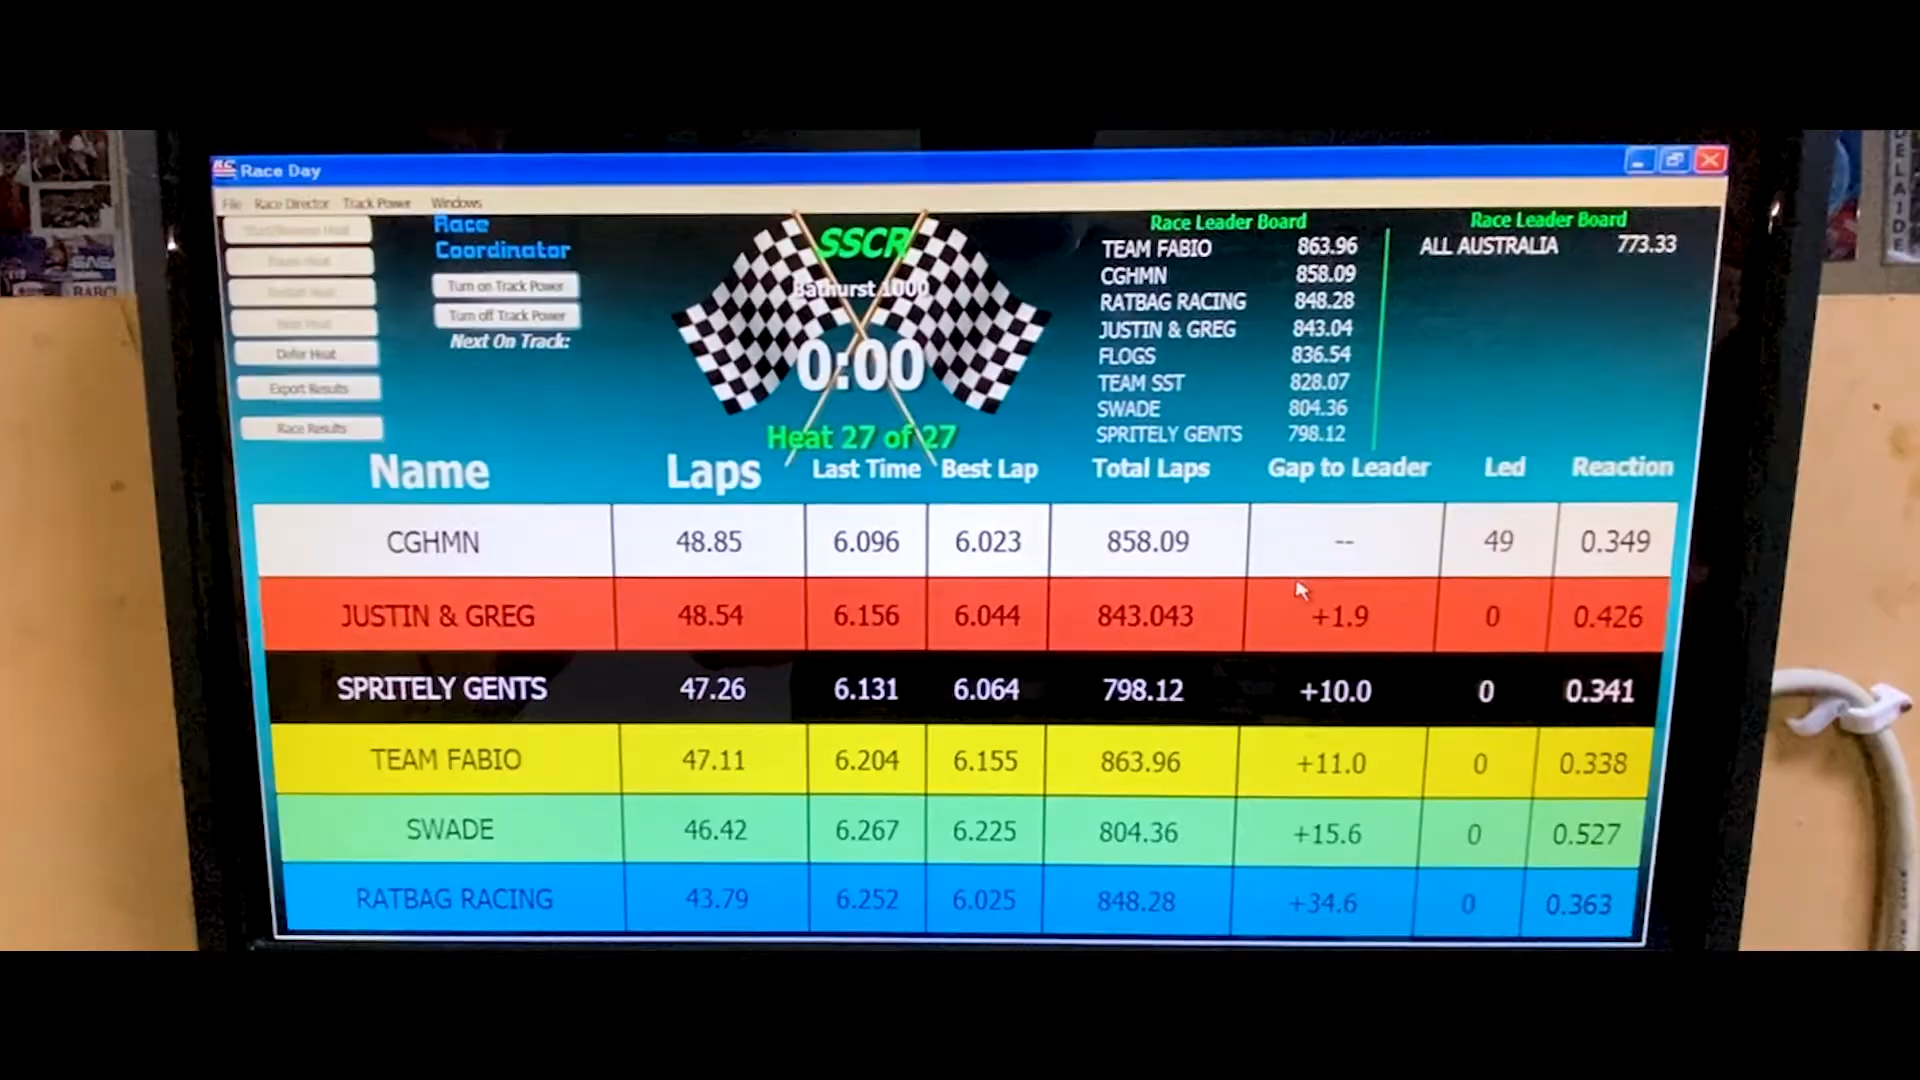 Race Day
File Race Director Track Power Windows
Defer Heat
Export Results
Race Results
Race
Coordinator
Turn on Track Power
Turn off Track Power
Next On Track:
SSCR
Bathurst 1000
0:00
Heat 27 of 27
Race Leader Board
TEAM FABIO 863.96
CGHMN 858.09
RATBAG RACING 848.28
JUSTIN & GREG 843.04
FLOGS 836.54
TEAM SST 828.07
SWADE 804.36
SPRITELY GENTS 798.12
Race Leader Board
ALL AUSTRALIA 773.33
Name Laps Last Time Best Lap Total Laps Gap to Leader Led Reaction
CGHMN 48.85 6.096 6.023 858.09 -- 49 0.349
JUSTIN & GREG 48.54 6.156 6.044 843.043 +1.9 0 0.426
SPRITELY GENTS 47.26 6.131 6.064 798.12 +10.0 0 0.341
TEAM FABIO 47.11 6.204 6.155 863.96 +11.0 0 0.338
SWADE 46.42 6.267 6.225 804.36 +15.6 0 0.527
RATBAG RACING 43.79 6.252 6.025 848.28 +34.6 0 0.363